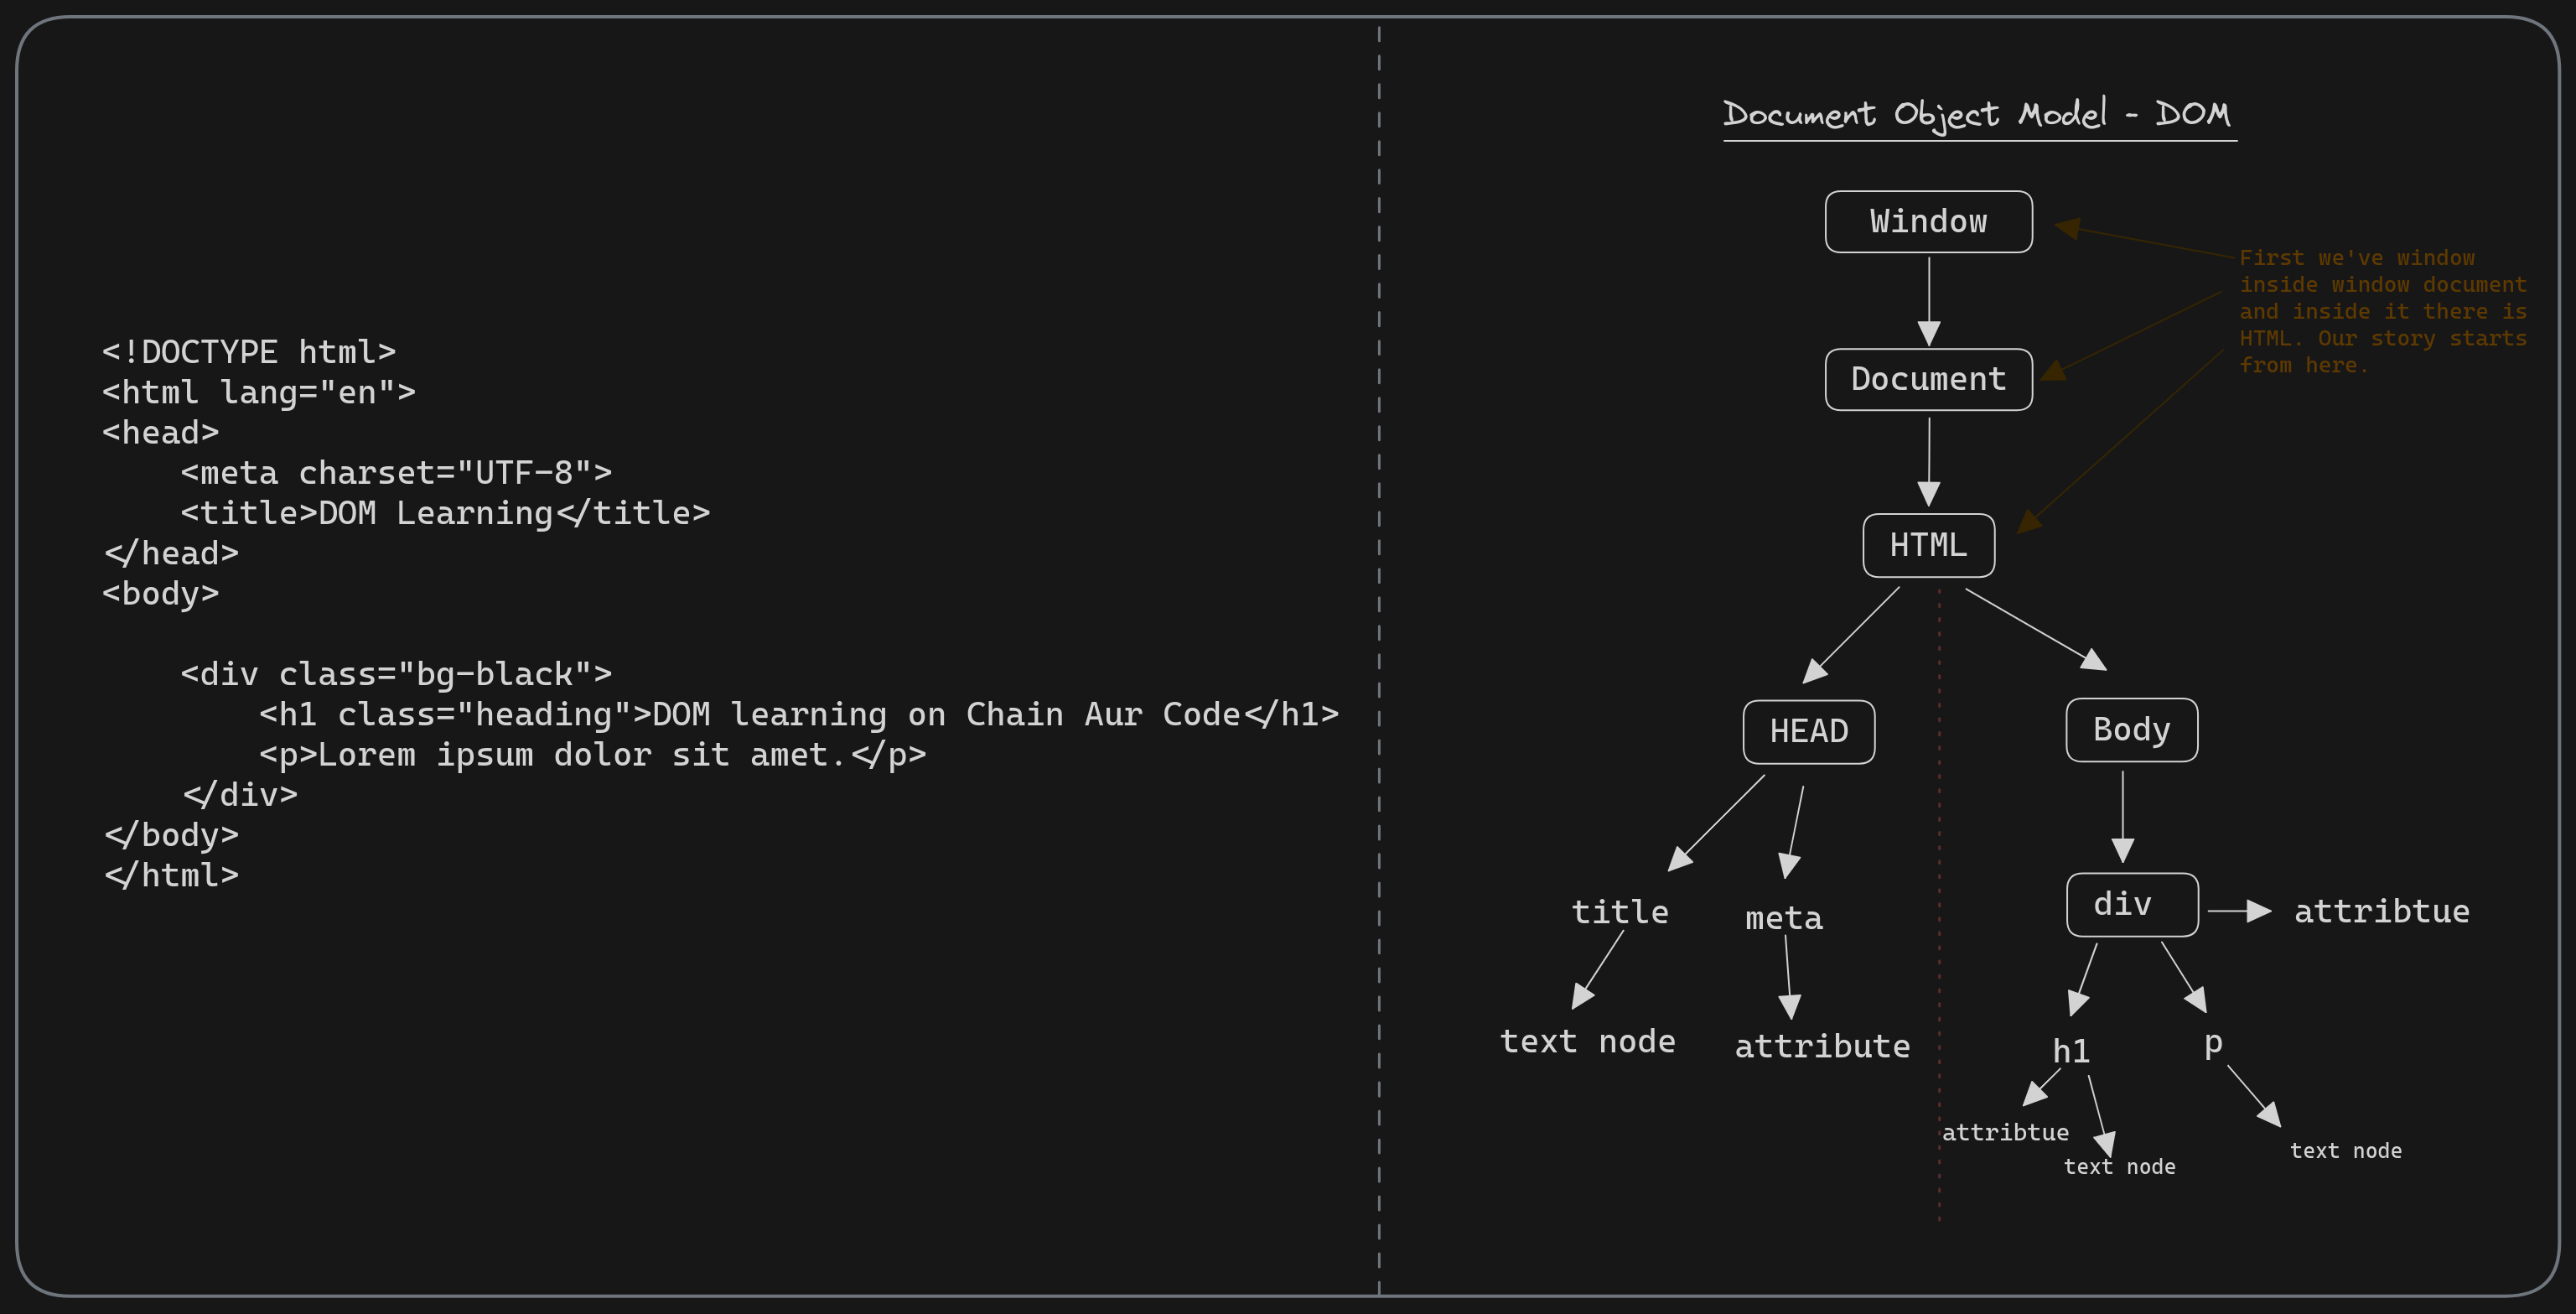 <!DOCTYPE html>
<html lang="en">
<head>
    <meta charset="UTF-8">
    <title>DOM Learning</title>
</head>
<body>
    <div class="bg-black">
        <h1 class="heading">DOM learning on Chain Aur Code</h1>
        <p>Lorem ipsum dolor sit amet.</p>
    </div>
</body>
</html>
Document Object Model - DOM
Window
First we've window
inside window document
and inside it there is
HTML. Our story starts
from here.
Document
HTML
HEAD
Body
title
meta
div
attribtue
text node
attribute
h1
p
attribtue
text node
text node